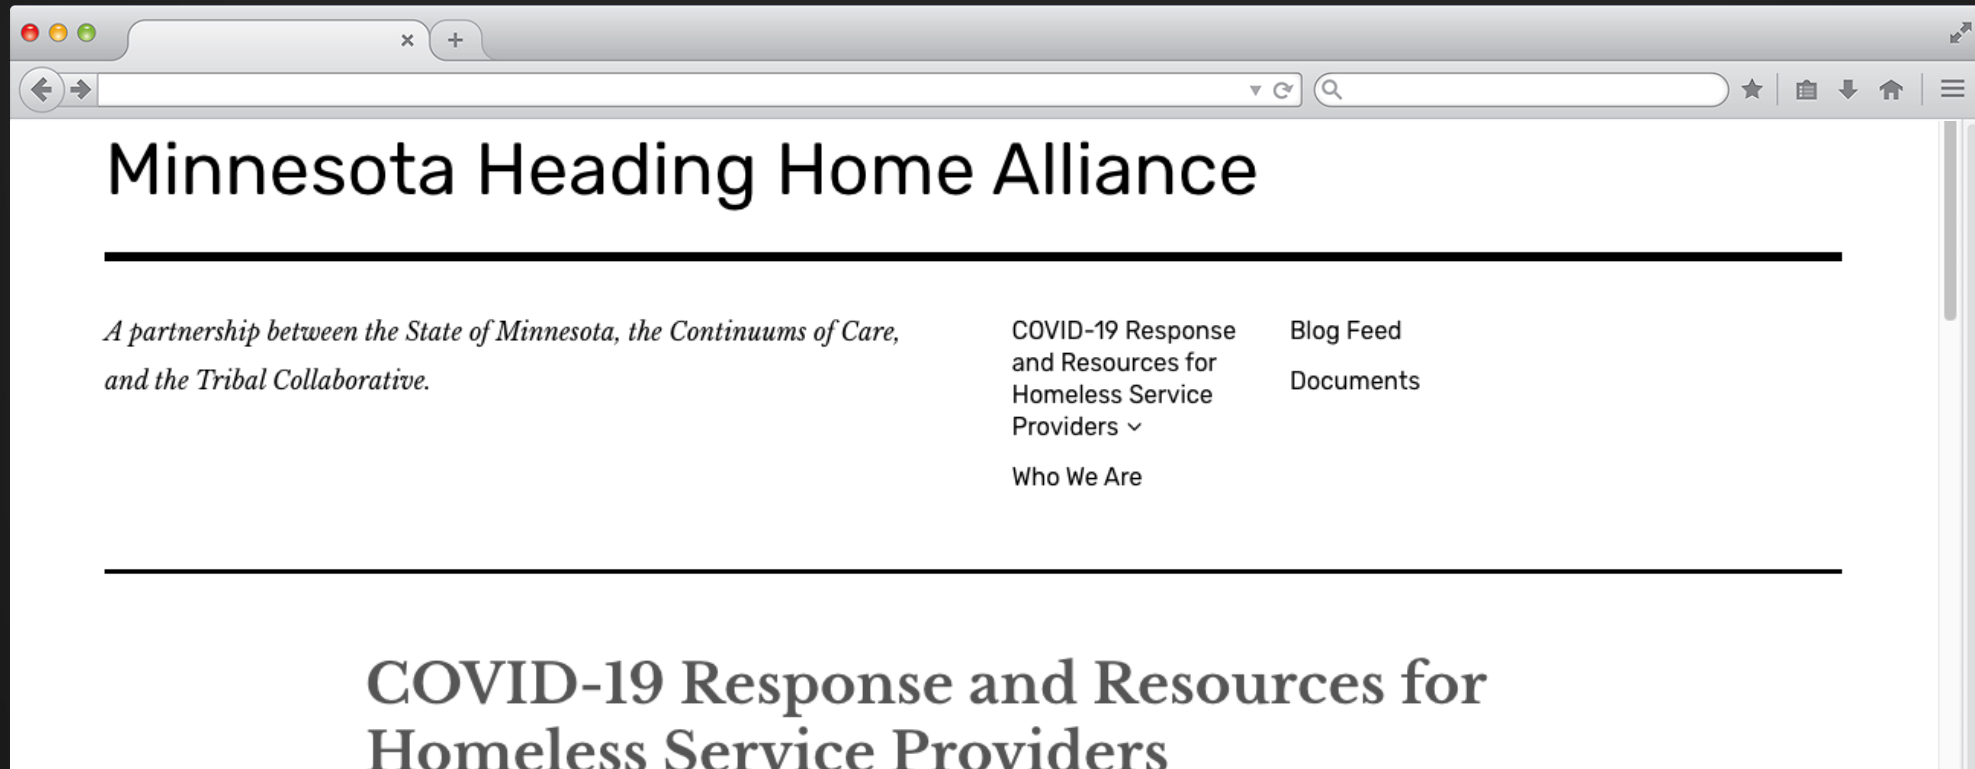 Minnesota Heading Home Alliance
A partnership between the State of Minnesota, the Continuums of Care,
and the Tribal Collaborative.
COVID-19 Response
and Resources for
Homeless Service
Providers
Who We Are
Blog Feed
Documents
COVID-19 Response and Resources for
Homeless Service Providers